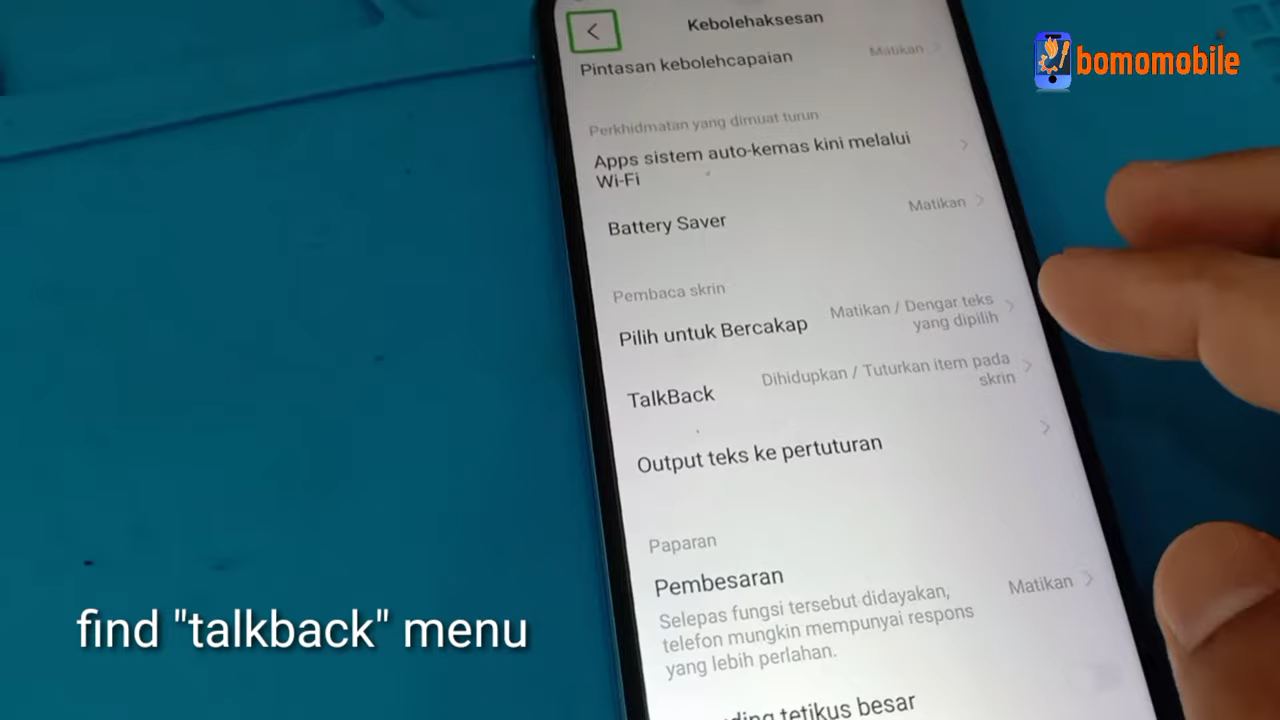 Kebolehaksesan
bomomobile
Pintasan kebolehcapaian Matikan
Perkhidmatan yang dimuat turun
Apps sistem auto-kemas kini melalui
Wi-Fi
Battery Saver Matikan
Pembaca skrin
Pilih untuk Bercakap Matikan / Dengar teks
yang dipilih
TalkBack Dihidupkan / Tuturkan item pada
skrin
Output teks ke pertuturan
Paparan
Pembesaran
Selepas fungsi tersebut didayakan,
telefon mungkin mempunyai respons
yang lebih perlahan.
Matikan
find "talkback" menu
tetikus besar